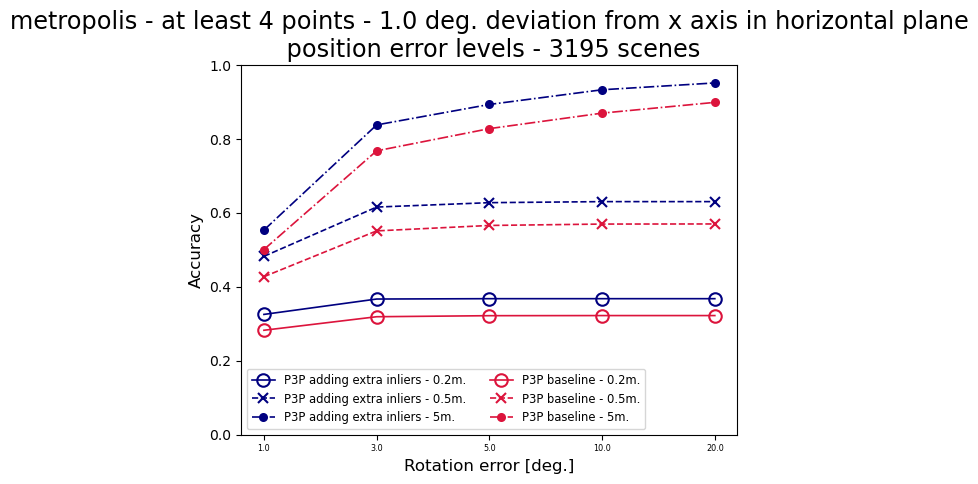 metropolis - at least 4 points - 1.0 deg. deviation from x axis in horizontal plane
position error levels - 3195 scenes
1.0
0.8
0.6
0.4
0.2
0.0
Accuracy
P3P adding extra inliers - 0.2m.
P3P adding extra inliers - 0.5m.
P3P adding extra inliers - 5m.
P3P baseline - 0.2m.
P3P baseline - 0.5m.
P3P baseline - 5m.
1.0 3.0 5.0 10.0 20.0
Rotation error [deg.]